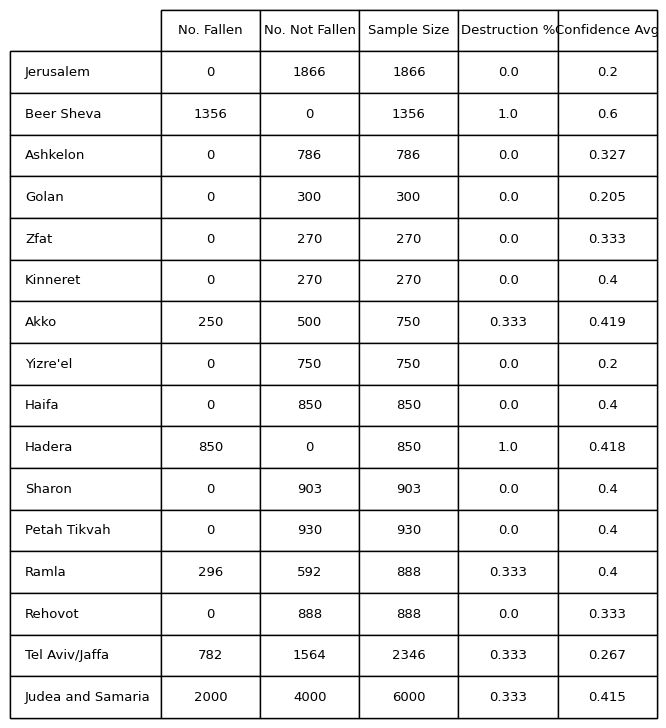 No. Fallen No. Not Fallen Sample Size Destruction % Confidence Avg
Jerusalem 0 1866 1866 0.0 0.2
Beer Sheva 1356 0 1356 1.0 0.6
Ashkelon 0 786 786 0.0 0.327
Golan 0 300 300 0.0 0.205
Zfat 0 270 270 0.0 0.333
Kinneret 0 270 270 0.0 0.4
Akko 250 500 750 0.333 0.419
Yizre'el 0 750 750 0.0 0.2
Haifa 0 850 850 0.0 0.4
Hadera 850 0 850 1.0 0.418
Sharon 0 903 903 0.0 0.4
Petah Tikvah 0 930 930 0.0 0.4
Ramla 296 592 888 0.333 0.4
Rehovot 0 888 888 0.0 0.333
Tel Aviv/Jaffa 782 1564 2346 0.333 0.267
Judea and Samaria 2000 4000 6000 0.333 0.415